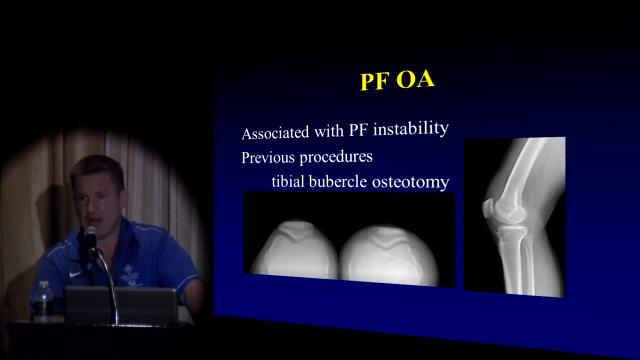 PF OA
Associated with PF instability
Previous procedures
tibial bubercle osteotomy